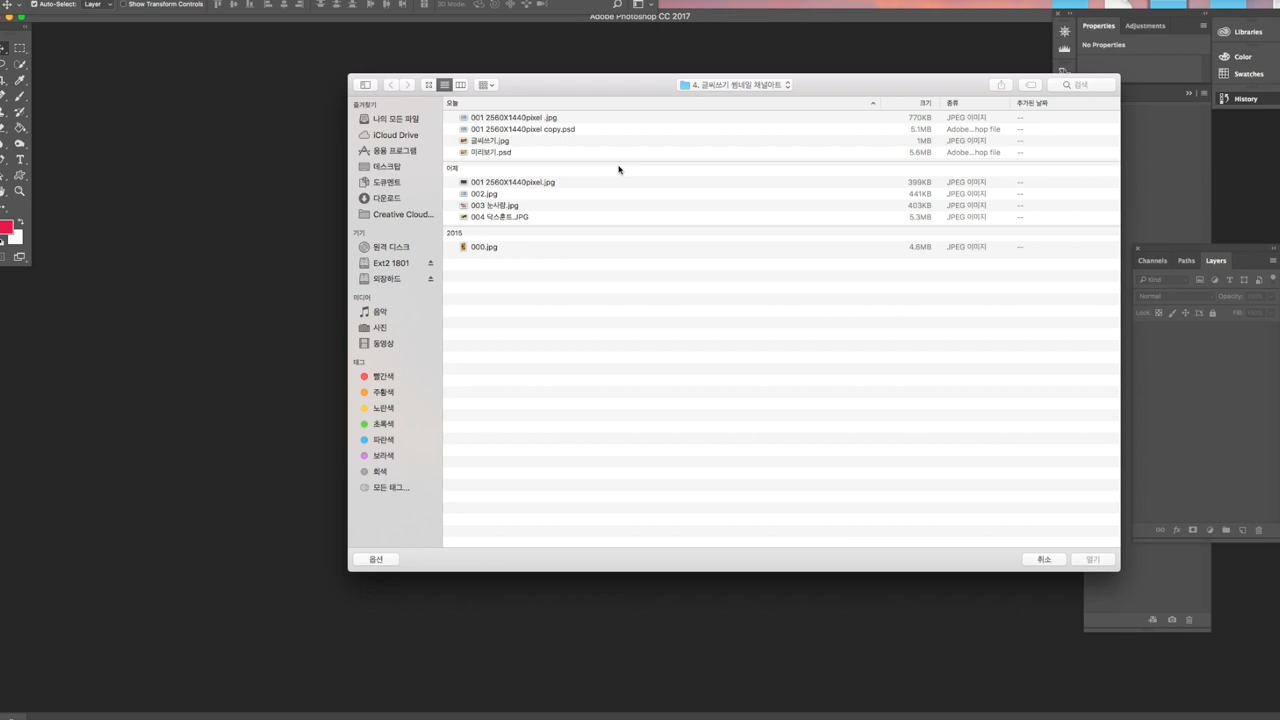 Auto-Select: Layer Show Transform Controls 3D Mode:
Adobe Photoshop CC 2017
Properties Adjustments
No Properties
Libraries
Color
Swatches
History
4. 글씨쓰기 썸네일 채널아트
검색
즐겨찾기
나의 모든 파일
iCloud Drive
응용 프로그램
데스크탑
도큐멘트
다운로드
Creative Cloud...
기기
원격 디스크
Ext2 1801
외장하드
미디어
음악
사진
동영상
태그
빨간색
주황색
노란색
초록색
파란색
보라색
회색
모든 태그...
오늘 크기 종류 추가된 날짜
001 2560X1440pixel .jpg 770KB JPEG 이미지 --
001 2560X1440pixel copy.psd 5.1MB Adobe...hop file --
글씨쓰기.jpg 1MB JPEG 이미지 --
미리보기.psd 5.6MB Adobe...hop file --
어제
001 2560X1440pixel.jpg 399KB JPEG 이미지 --
002.jpg 441KB JPEG 이미지 --
003 눈사람.jpg 403KB JPEG 이미지 --
004 닥스훈트.JPG 5.3MB JPEG 이미지 --
2015
000.jpg 4.6MB JPEG 이미지 --
옵션 취소 열기
Channels Paths Layers
Kind
Normal Opacity: 100%
Lock: Fill: 100%